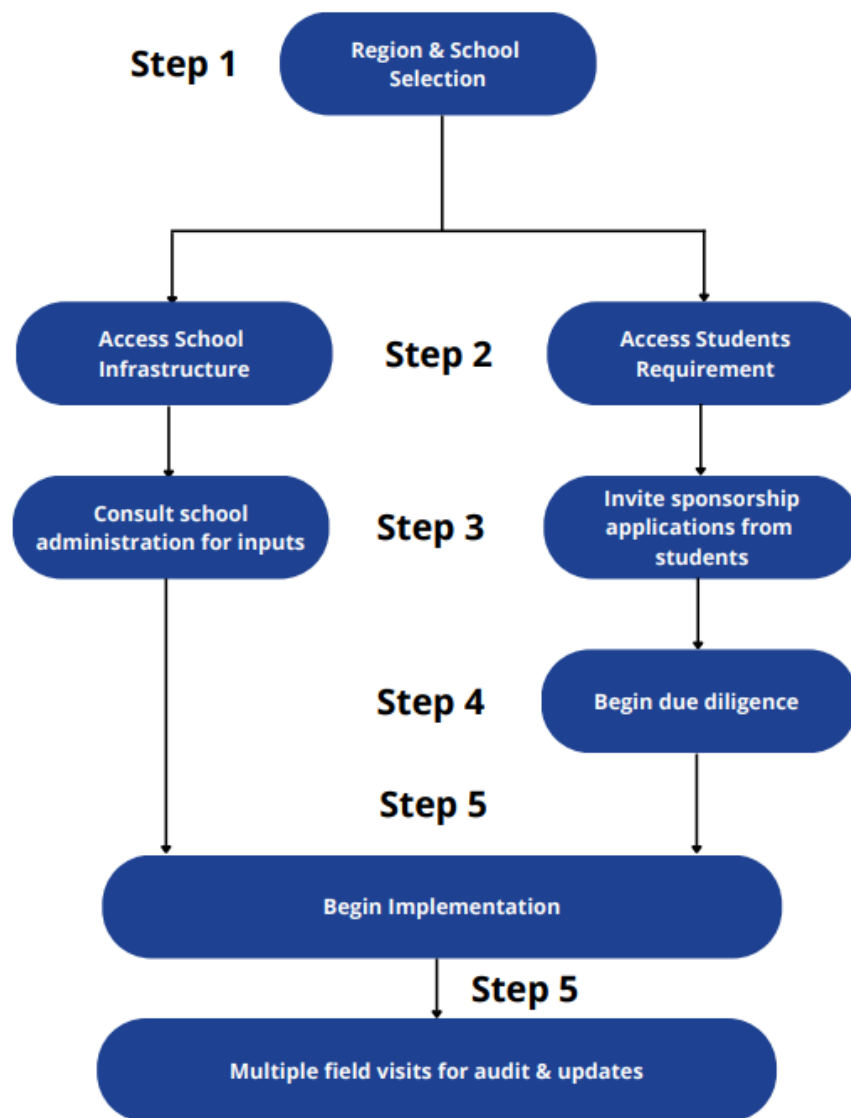 Step 1
Region & School
Selection
Access School
Infrastructure
Step 2
Access Students
Requirement
Consult school
administration for inputs
Step 3
Invite sponsorship
applications from
students
Step 4
Begin due diligence
Step 5
Begin Implementation
Step 5
Multiple field visits for audit & updates